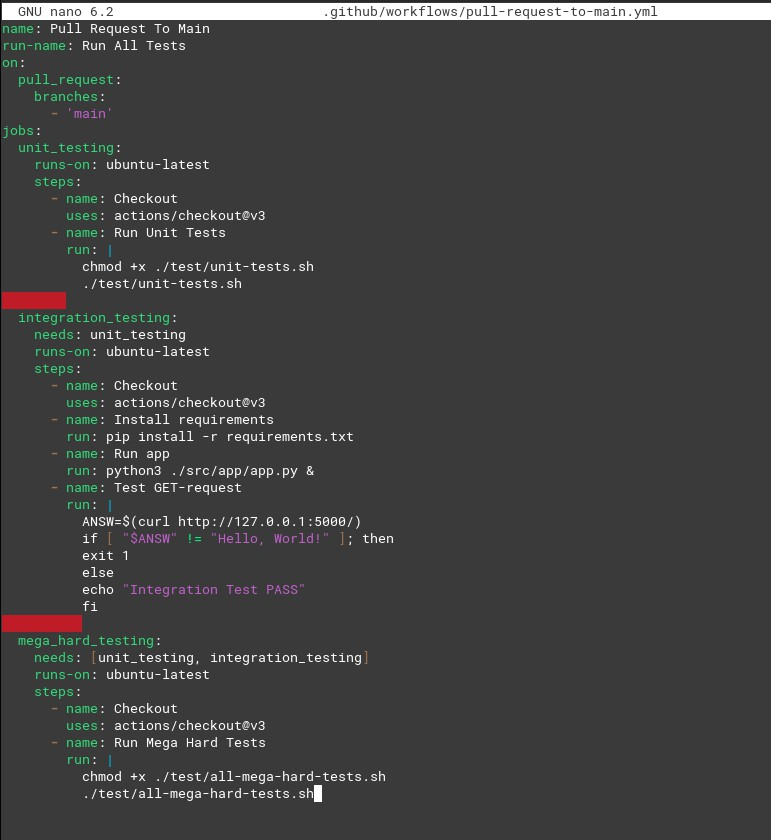 GNU nano 6.2 .github/workflows/pull-request-to-main.yml
name: Pull Request To Main
run-name: Run All Tests
on:
  pull_request:
    branches:
      - 'main'
jobs:
  unit_testing:
    runs-on: ubuntu-latest
    steps:
      - name: Checkout
        uses: actions/checkout@v3
      - name: Run Unit Tests
        run: |
          chmod +x ./test/unit-tests.sh
          ./test/unit-tests.sh
  integration_testing:
    needs: unit_testing
    runs-on: ubuntu-latest
    steps:
      - name: Checkout
        uses: actions/checkout@v3
      - name: Install requirements
        run: pip install -r requirements.txt
      - name: Run app
        run: python3 ./src/app/app.py &
      - name: Test GET-request
        run: |
          ANSW=$(curl http://127.0.0.1:5000/)
          if [ "$ANSW" != "Hello, World!" ]; then
          exit 1
          else
          echo "Integration Test PASS"
          fi
  mega_hard_testing:
    needs: [unit_testing, integration_testing]
    runs-on: ubuntu-latest
    steps:
      - name: Checkout
        uses: actions/checkout@v3
      - name: Run Mega Hard Tests
        run: |
          chmod +x ./test/all-mega-hard-tests.sh
          ./test/all-mega-hard-tests.sh